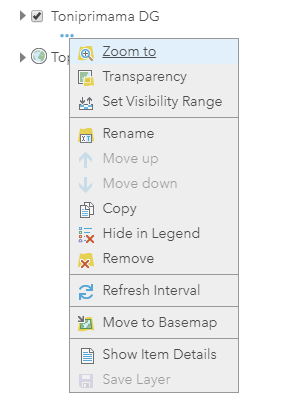 Toniprimama DG
Top
Zoom to
Transparency
Set Visibility Range
Rename
Move up
Move down
Copy
Hide in Legend
Remove
Refresh Interval
Move to Basemap
Show Item Details
Save Layer